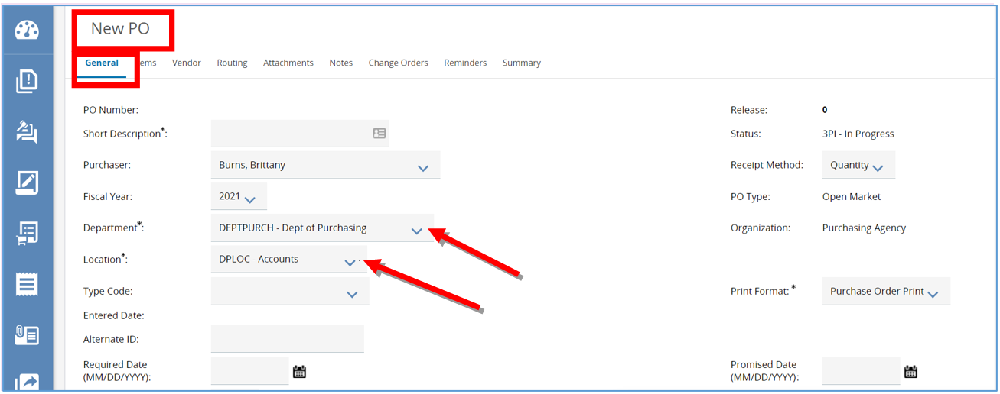 New PO
General ems Vendor Routing Attachments Notes Change Orders Reminders Summary
PO Number: Release: 0
Short Description*: Status: 3PI - In Progress
Purchaser: Burns, Brittany Receipt Method: Quantity
Fiscal Year: 2021 PO Type: Open Market
Department*: DEPTPURCH - Dept of Purchasing Organization: Purchasing Agency
Location*: DPLOC - Accounts
Type Code: Print Format:* Purchase Order Print
Entered Date:
Alternate ID:
Required Date Promised Date
(MM/DD/YYYY): (MM/DD/YYYY):